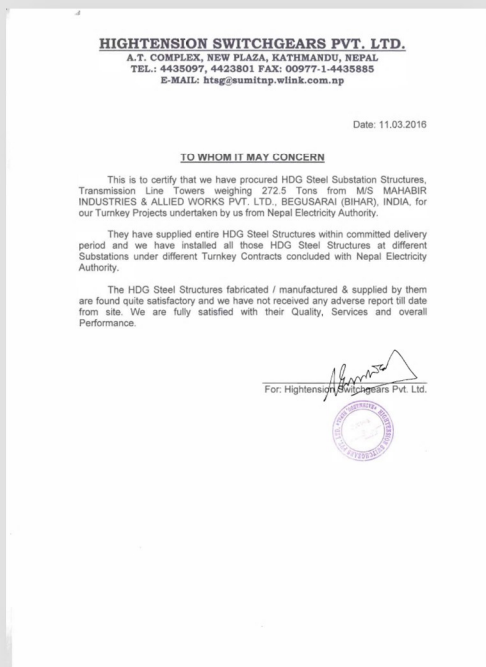 HIGHTENSION SWITCHGEARS PVT. LTD.
A.T. COMPLEX, NEW PLAZA, KATHMANDU, NEPAL
TEL.: 4435097, 4423801 FAX: 00977-1-4435885
E-MAIL: htsg@sumitnp.wlink.com.np
Date: 11.03.2016
TO WHOM IT MAY CONCERN
This is to certify that we have procured HDG Steel Substation Structures,
Transmission Line Towers weighing 272.5 Tons from M/S MAHABIR
INDUSTRIES & ALLIED WORKS PVT. LTD., BEGUSARAI (BIHAR), INDIA, for
our Turnkey Projects undertaken by us from Nepal Electricity Authority.
They have supplied entire HDG Steel Structures within committed delivery
period and we have installed all those HDG Steel Structures at different
Substations under different Turnkey Contracts concluded with Nepal Electricity
Authority.
The HDG Steel Structures fabricated / manufactured & supplied by them
are found quite satisfactory and we have not received any adverse report till date
from site. We are fully satisfied with their Quality, Services and overall
Performance.
For: Hightension Switchgears Pvt. Ltd.